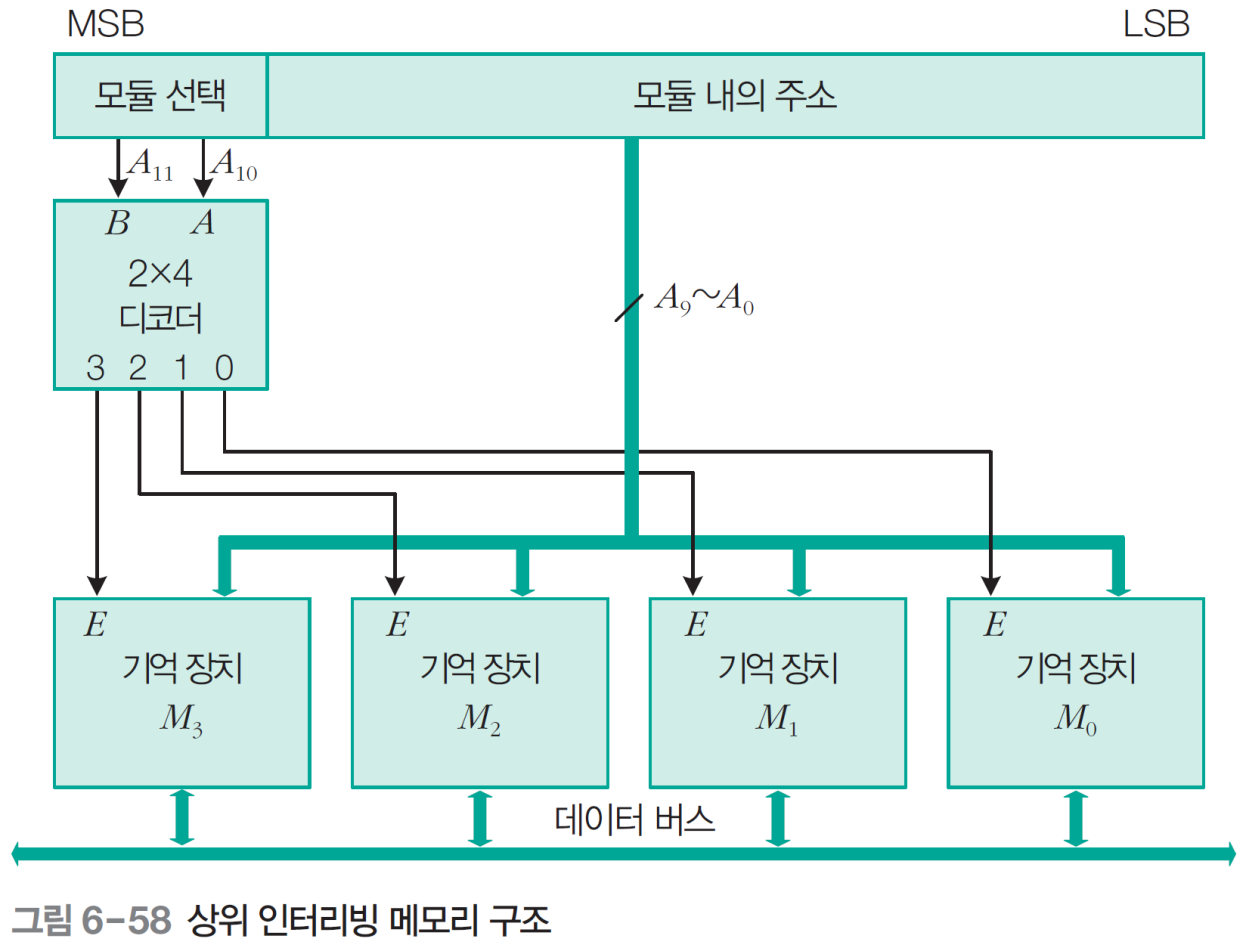 MSB LSB
모듈 선택 모듈 내의 주소
A11 A10
B A
2×4
디코더
A9~A0
3 2 1 0
E E E E
기억 장치 기억 장치 기억 장치 기억 장치
M3 M2 M1 M0
데이터 버스
그림 6-58 상위 인터리빙 메모리 구조